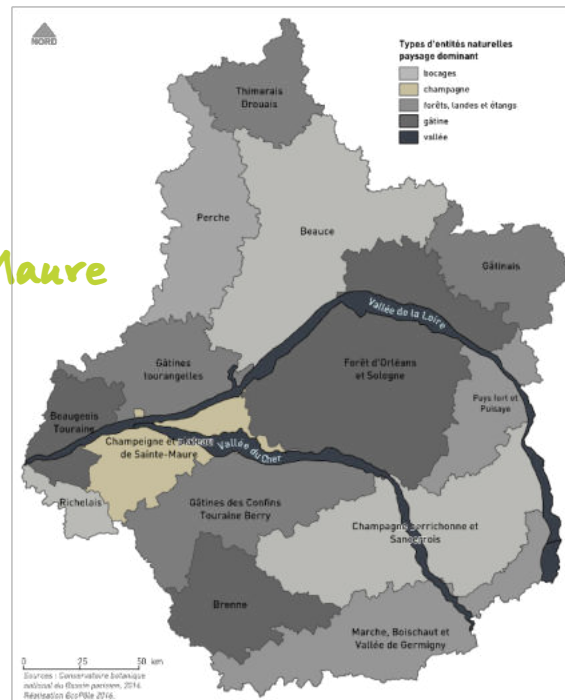 NORD
Types d'entités naturelles
paysage dominant
bocages
champagne
forêts, landes et étangs
gâtine
vallée
Thimerais
Drouais
Perche
Beauce
Maure
Gâtinais
Vallée de la Loire
Gâtines
tourangelles
Forêt d'Orléans
et Sologne
Pays fort et
Puisaye
Baugeois
Touraine
Champeigne et plateau
de Sainte-Maure
Vallée du Cher
Richelais
Gâtines des Confins
Touraine Berry
Champagne berrichonne et
Sancerrois
Brenne
Marche, Boischaut et
Vallée de Germigny
0 25 50 km
Sources : Conservatoire botanique
national du Bassin parisien, 2014.
Réalisation ÉcoPôle 2016.